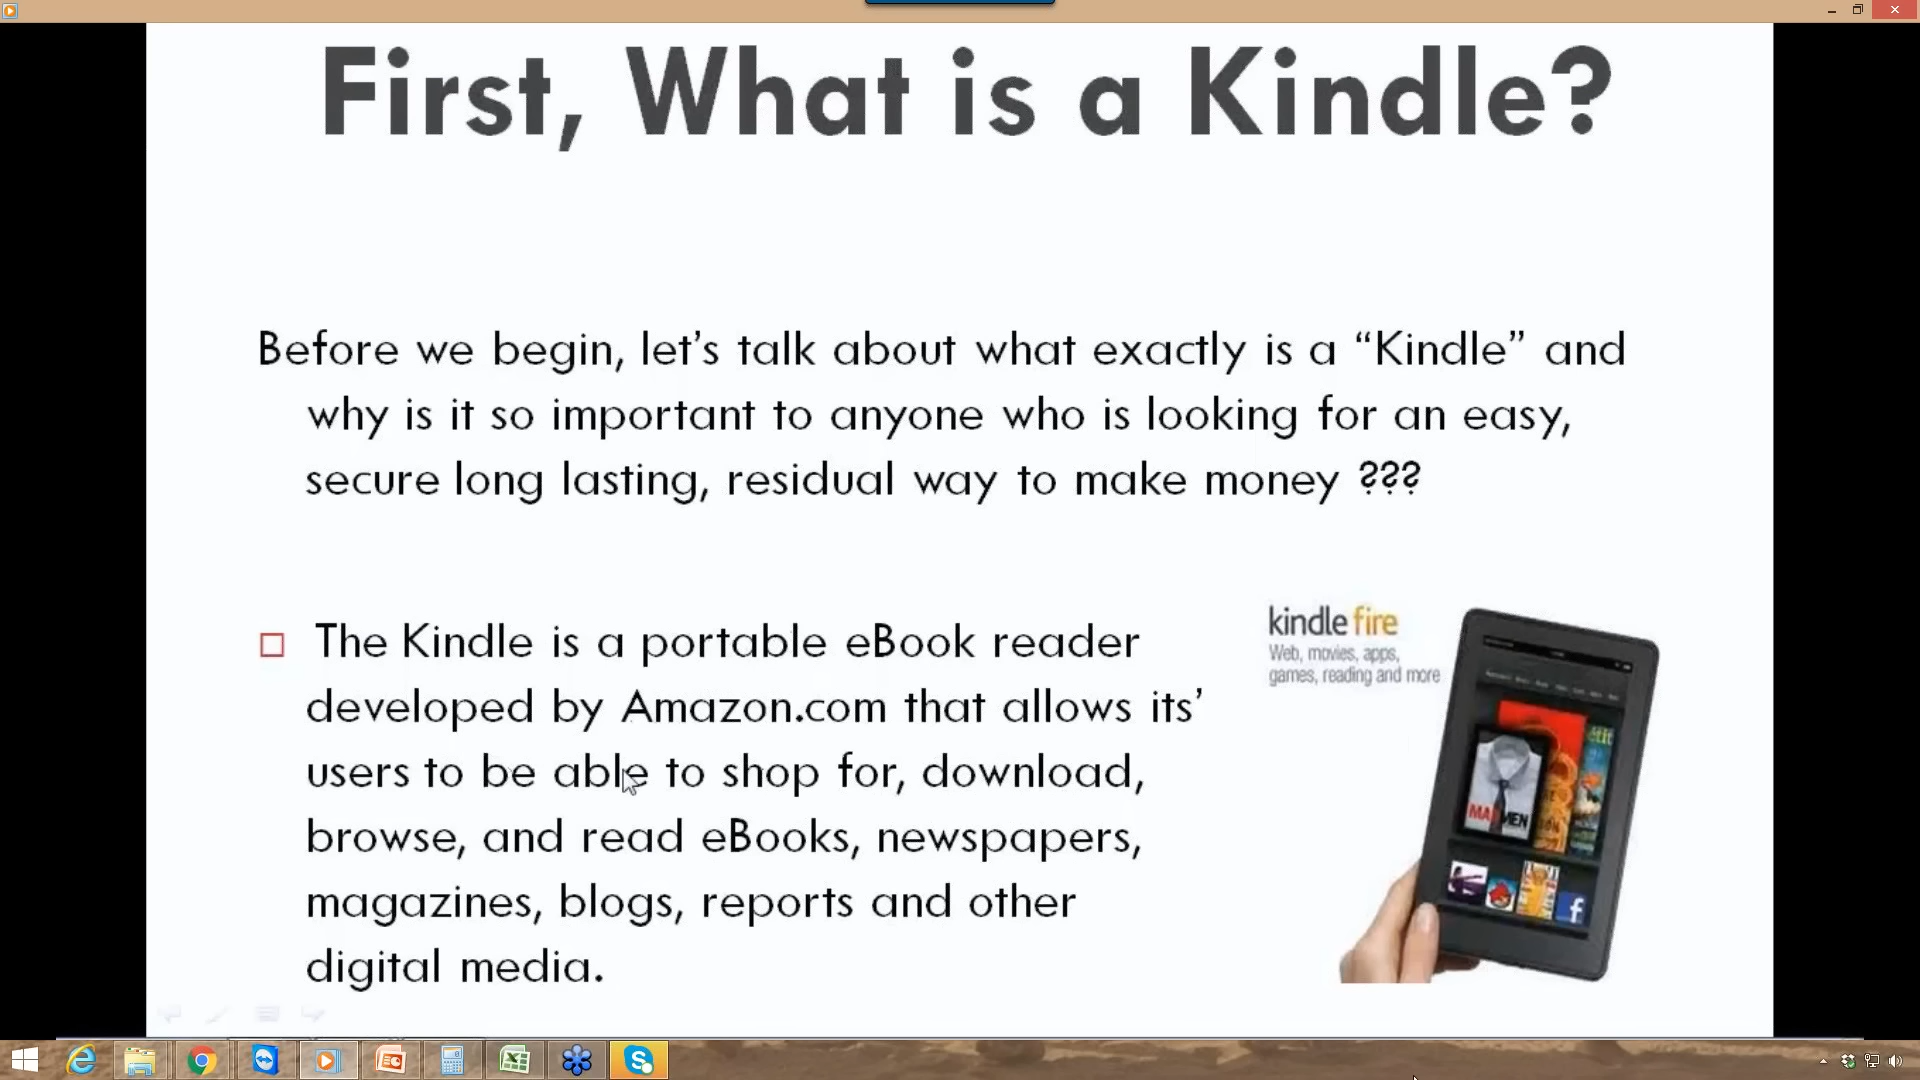 First, What is a Kindle?
Before we begin, let's talk about what exactly is a “Kindle” and
why is it so important to anyone who is looking for an easy,
secure long lasting, residual way to make money ???
The Kindle is a portable eBook reader
developed by Amazon.com that allows its’
users to be able to shop for, download,
browse, and read eBooks, newspapers,
magazines, blogs, reports and other
digital media.
kindle fire
Web, movies, apps,
games, reading and more
MAD MEN